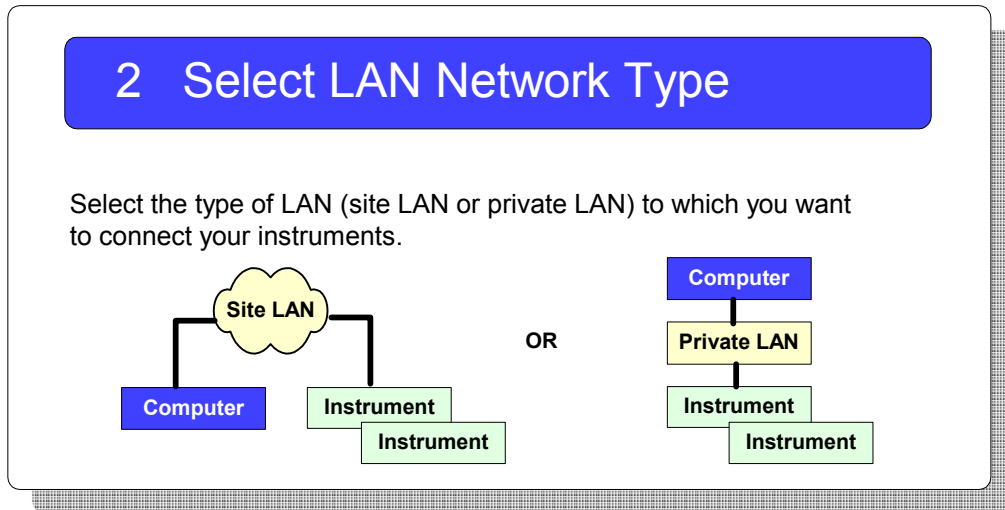 2 Select LAN Network Type
Select the type of LAN (site LAN or private LAN) to which you want
to connect your instruments.
Site LAN
Computer
Instrument
Instrument
OR
Computer
Private LAN
Instrument
Instrument